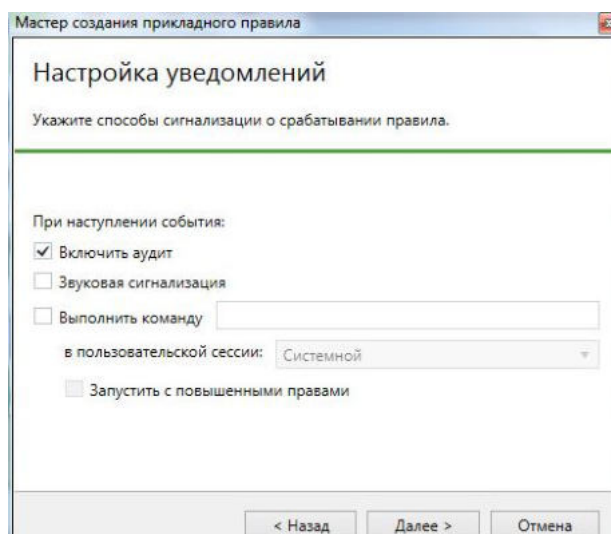 Мастер создания прикладного правила
Настройка уведомлений
Укажите способы сигнализации о срабатывании правила.
При наступлении события:
Включить аудит
Звуковая сигнализация
Выполнить команду
в пользовательской сессии: Системной
Запустить с повышенными правами
< Назад Далее > Отмена